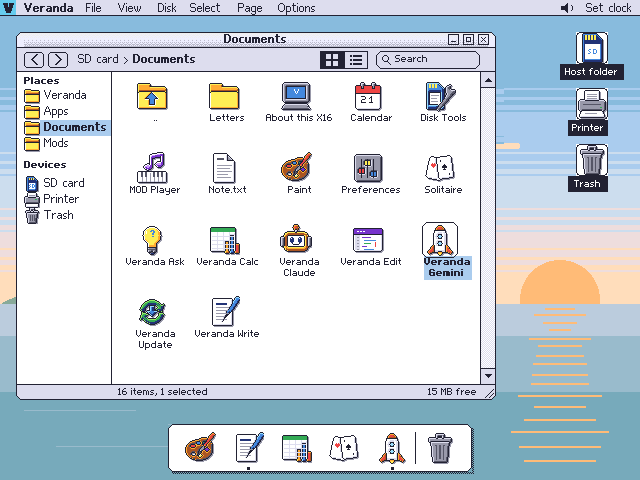 V Veranda File View Disk Select Page Options Set clock
Documents
SD card > Documents
Search
Places
Veranda
Apps
Documents
Mods
Devices
SD card
Printer
Trash
.. Letters About this X16 Calendar Disk Tools
MOD Player Note.txt Paint Preferences Solitaire
Veranda Ask Veranda Calc Veranda Claude Veranda Edit Veranda Gemini
Veranda Update Veranda Write
16 items, 1 selected 15 MB free
Host folder
Printer
Trash